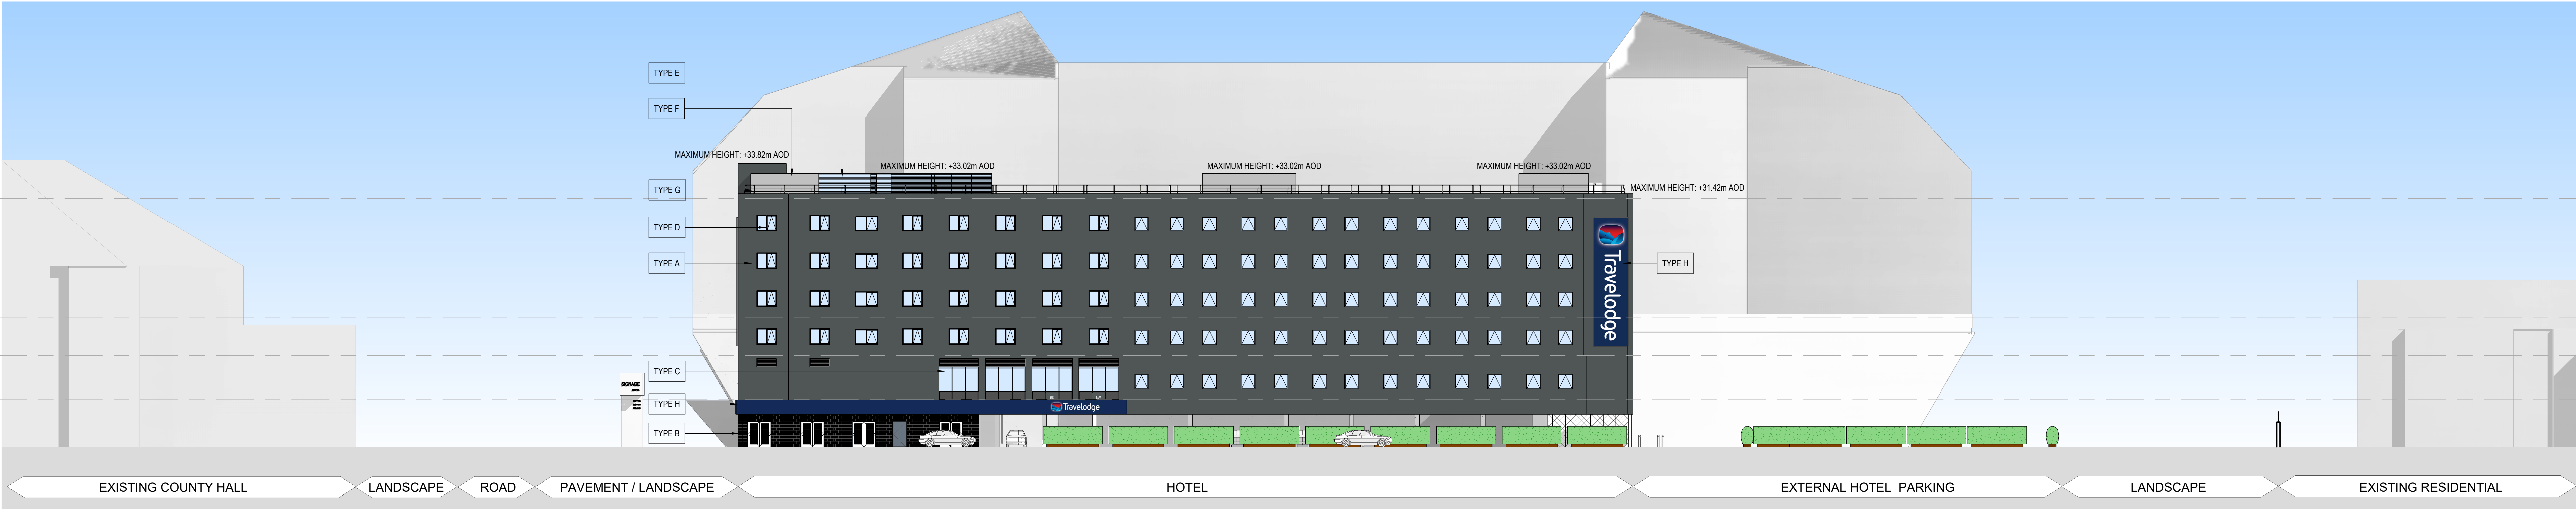 TYPE E
TYPE F
MAXIMUM HEIGHT: +33.82m AOD
MAXIMUM HEIGHT: +33.02m AOD
MAXIMUM HEIGHT: +33.02m AOD
MAXIMUM HEIGHT: +33.02m AOD
TYPE G
MAXIMUM HEIGHT: +31.42m AOD
TYPE D
TYPE A
TYPE H
Travelodge
TYPE C
SIGNAGE
TYPE H
Travelodge
TYPE B
EXISTING COUNTY HALL
LANDSCAPE
ROAD
PAVEMENT / LANDSCAPE
HOTEL
EXTERNAL HOTEL PARKING
LANDSCAPE
EXISTING RESIDENTIAL